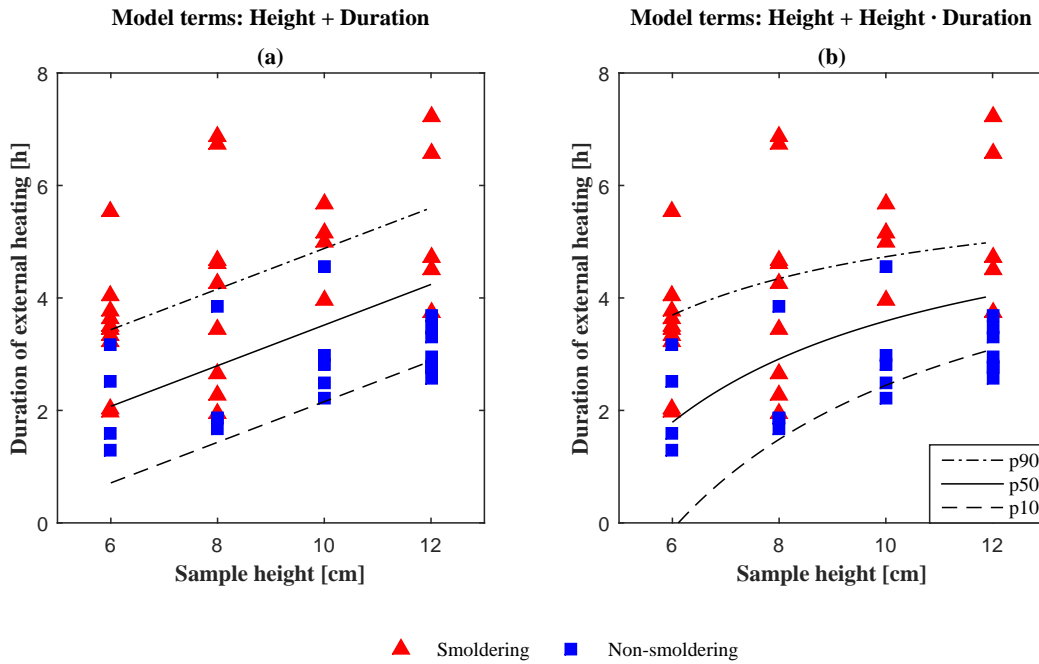 Model terms: Height + Duration
(a)
8
6
4
2
0
6
8
10
12
Duration of external heating [h]
Sample height [cm]
Model terms: Height + Height · Duration
(b)
8
6
4
2
0
6
8
10
12
Duration of external heating [h]
Sample height [cm]
p90
p50
p10
Smoldering
Non-smoldering